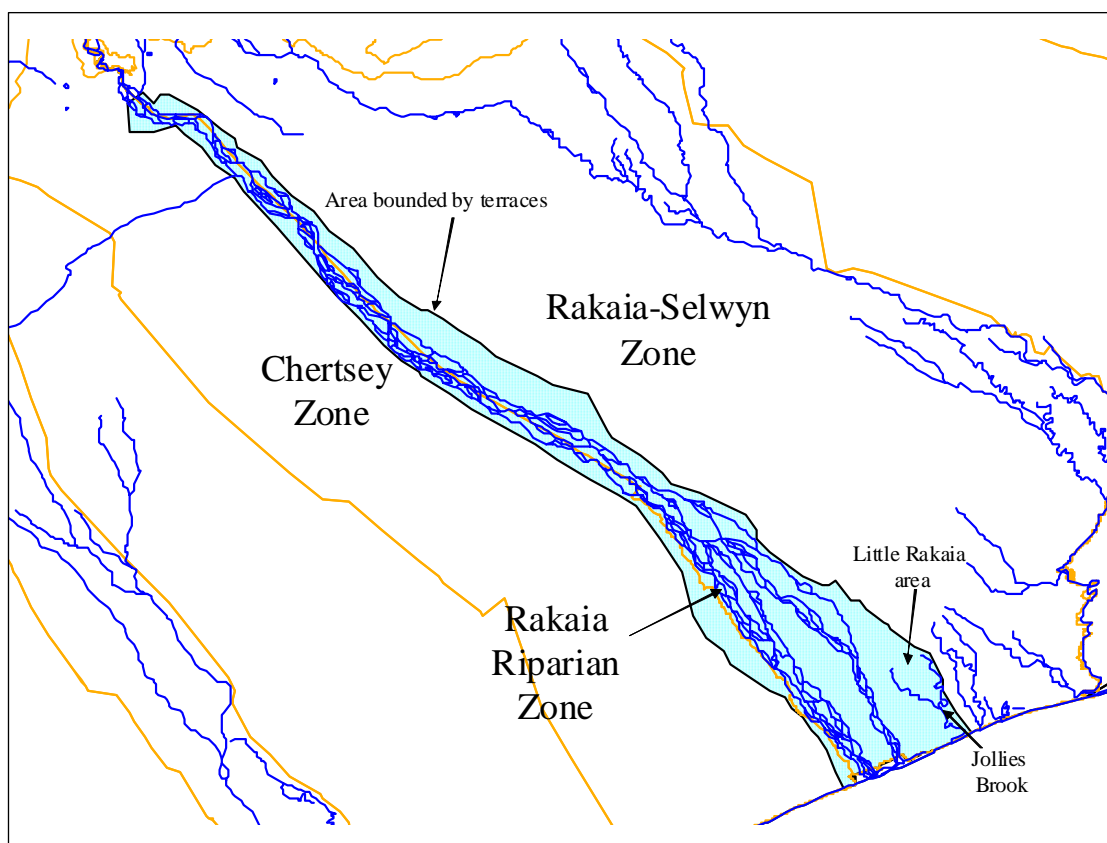 Area bounded by terraces
Rakaia-Selwyn
Zone
Chertsey
Zone
Little Rakaia
area
Rakaia
Riparian
Zone
Jollies
Brook